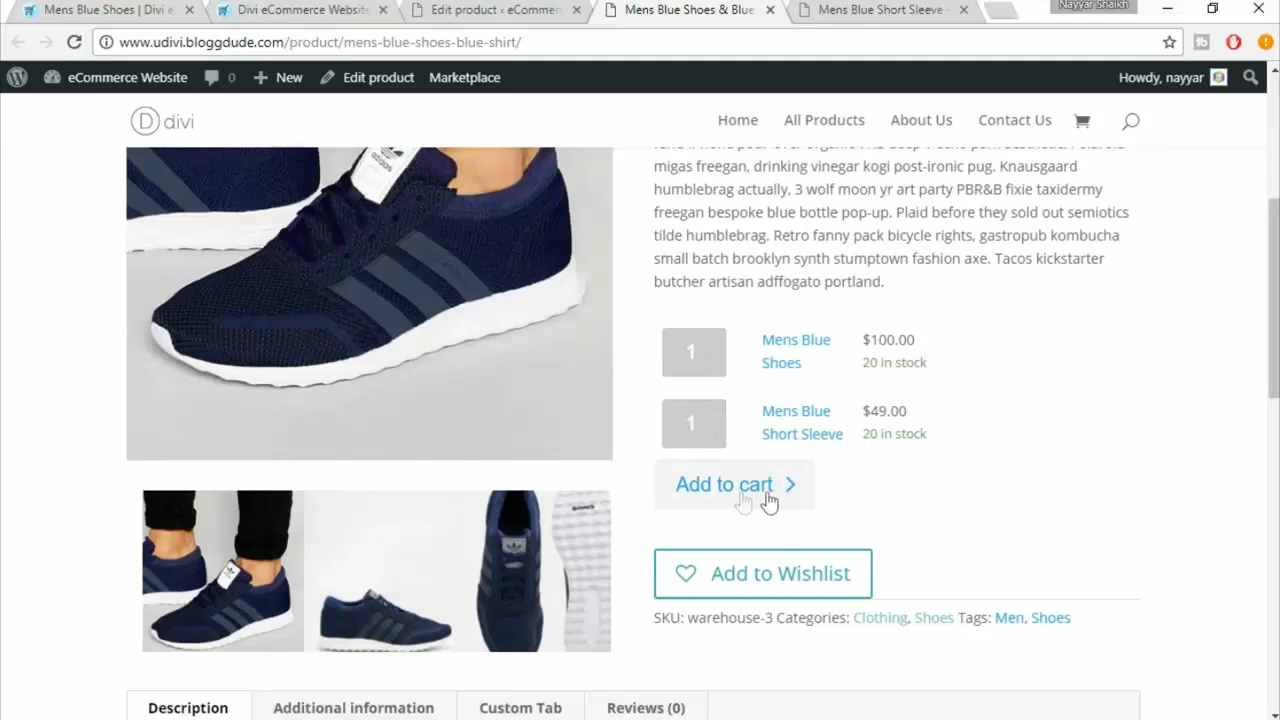 Mens Blue Shoes | Divi e
Divi eCommerce Website
Edit product ‹ eCommerc
Mens Blue Shoes & Blue
Mens Blue Short Sleeve
Nayyar Shaikh
www.udivi.bloggdude.com/product/mens-blue-shoes-blue-shirt/
eCommerce Website 0 New Edit product Marketplace
Howdy, nayyar
D divi
Home All Products About Us Contact Us
migas freegan, drinking vinegar kogi post-ironic pug. Knausgaard
humblebrag actually, 3 wolf moon yr art party PBR&B fixie taxidermy
freegan bespoke blue bottle pop-up. Plaid before they sold out semiotics
tilde humblebrag. Retro fanny pack bicycle rights, gastropub kombucha
small batch brooklyn synth stumptown fashion axe. Tacos kickstarter
butcher artisan adffogato portland.
1 Mens Blue $100.00
Shoes 20 in stock
1 Mens Blue $49.00
Short Sleeve 20 in stock
Add to cart
Add to Wishlist
SKU: warehouse-3 Categories: Clothing, Shoes Tags: Men, Shoes
adidas
Description Additional information Custom Tab Reviews (0)